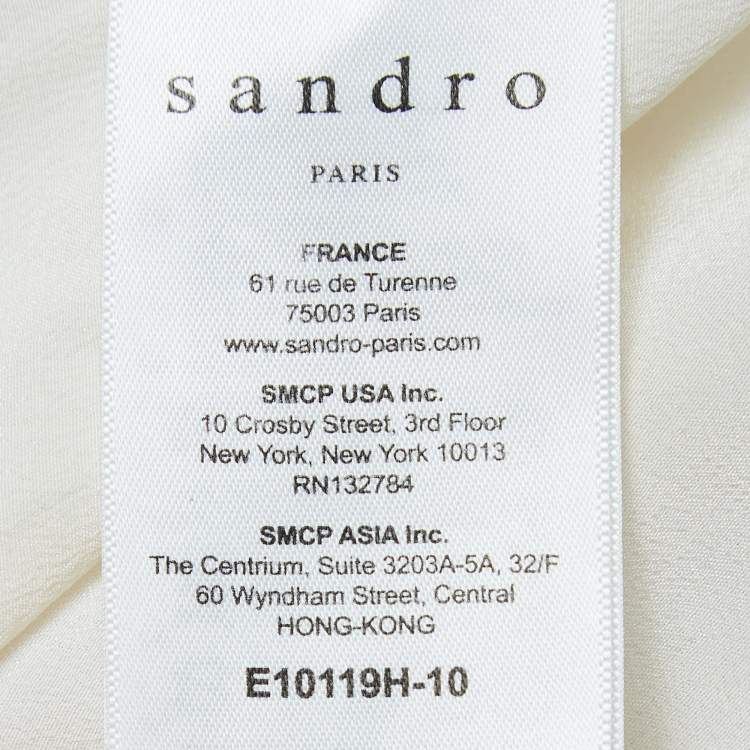 sandro
PARIS
FRANCE
61 rue de Turenne
75003 Paris
www.sandro-paris.com
SMCP USA Inc.
10 Crosby Street, 3rd Floor
New York, New York 10013
RN132784
SMCP ASIA Inc.
The Centrium, Suite 3203A-5A, 32/F
60 Wyndham Street, Central
HONG-KONG
E10119H-10